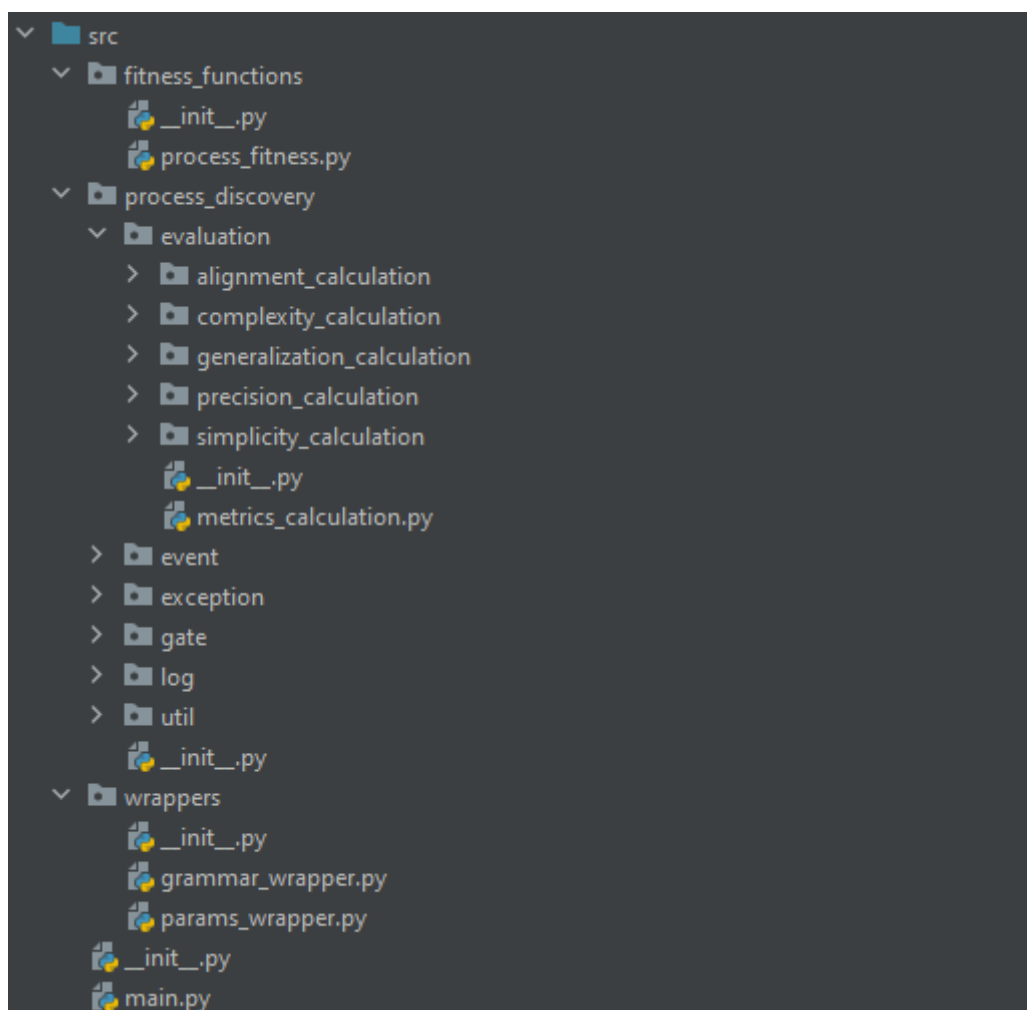 src
fitness_functions
__init__.py
process_fitness.py
process_discovery
evaluation
alignment_calculation
complexity_calculation
generalization_calculation
precision_calculation
simplicity_calculation
__init__.py
metrics_calculation.py
event
exception
gate
log
util
__init__.py
wrappers
__init__.py
grammar_wrapper.py
params_wrapper.py
__init__.py
main.py